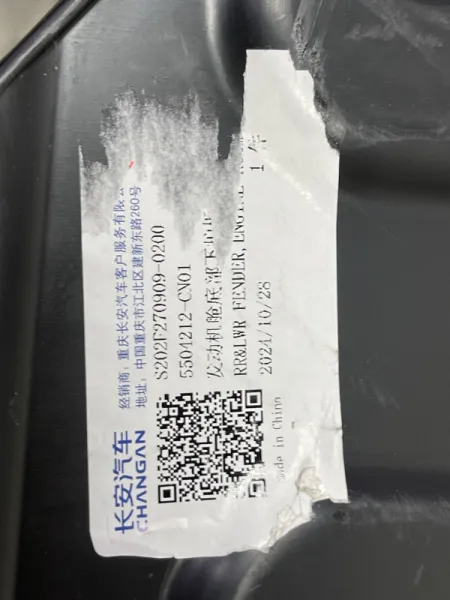 长安汽车
CHANGAN
经销商：重庆长安汽车客户服务有限公
地址：中国重庆市江北区建新东路260号
S202F270909-0200
5504212-CN01
发动机舱底部下
RR&LWR FENDER, ENGINE
1 件
2024/10/28
ade in China